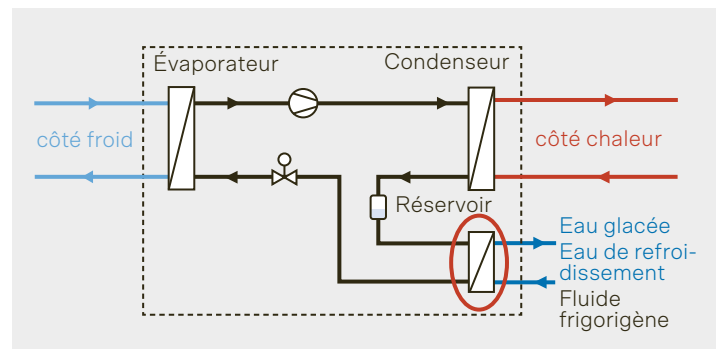 Évaporateur
Condenseur
côté froid
côté chaleur
Réservoir
Eau glacée
Eau de refroi-
dissement
Fluide
frigorigène